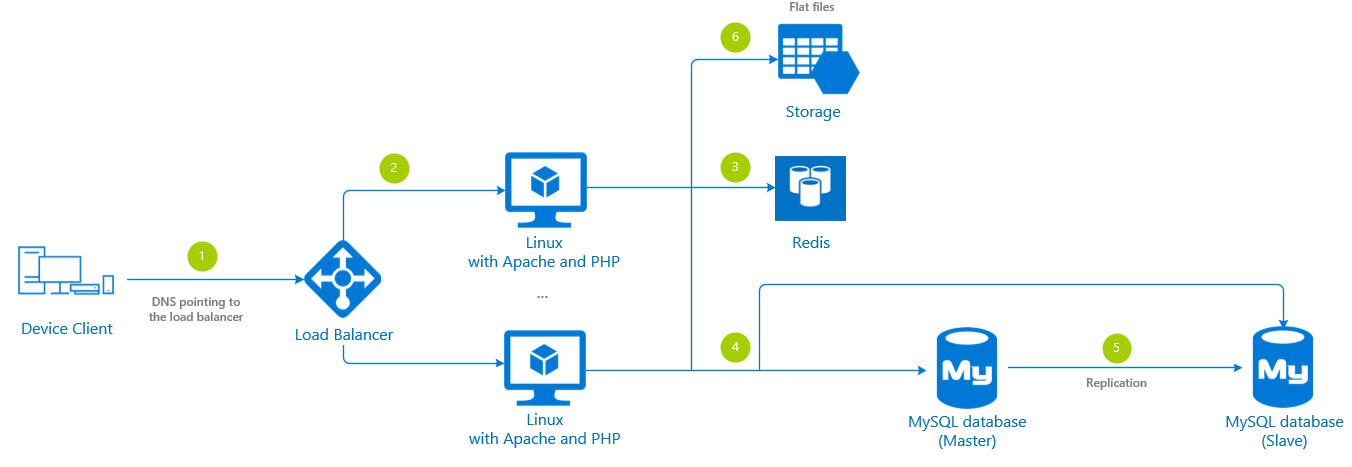 Flat files
6
Storage
2
3
Linux
with Apache and PHP
Redis
1
DNS pointing to
the load balancer
Device Client
Load Balancer
...
4
5
Replication
My
My
Linux
with Apache and PHP
MySQL database
(Master)
MySQL database
(Slave)